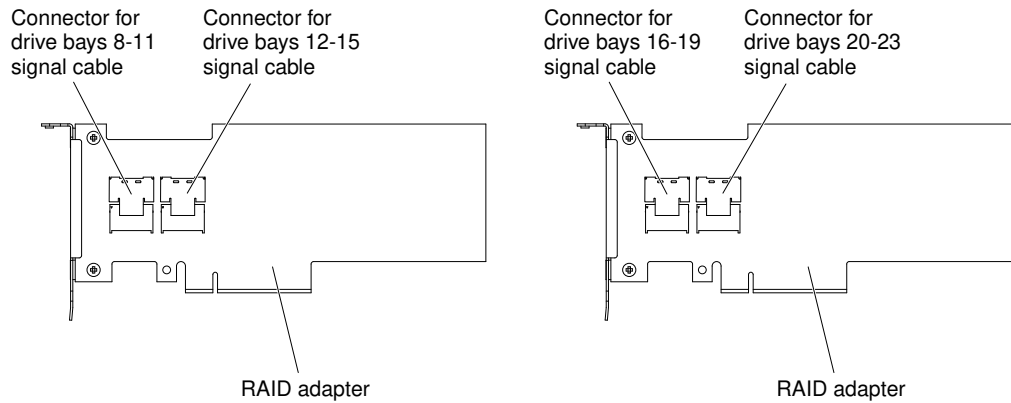 Connector for
drive bays 8-11
signal cable
Connector for
drive bays 12-15
signal cable
Connector for
drive bays 16-19
signal cable
Connector for
drive bays 20-23
signal cable
RAID adapter
RAID adapter